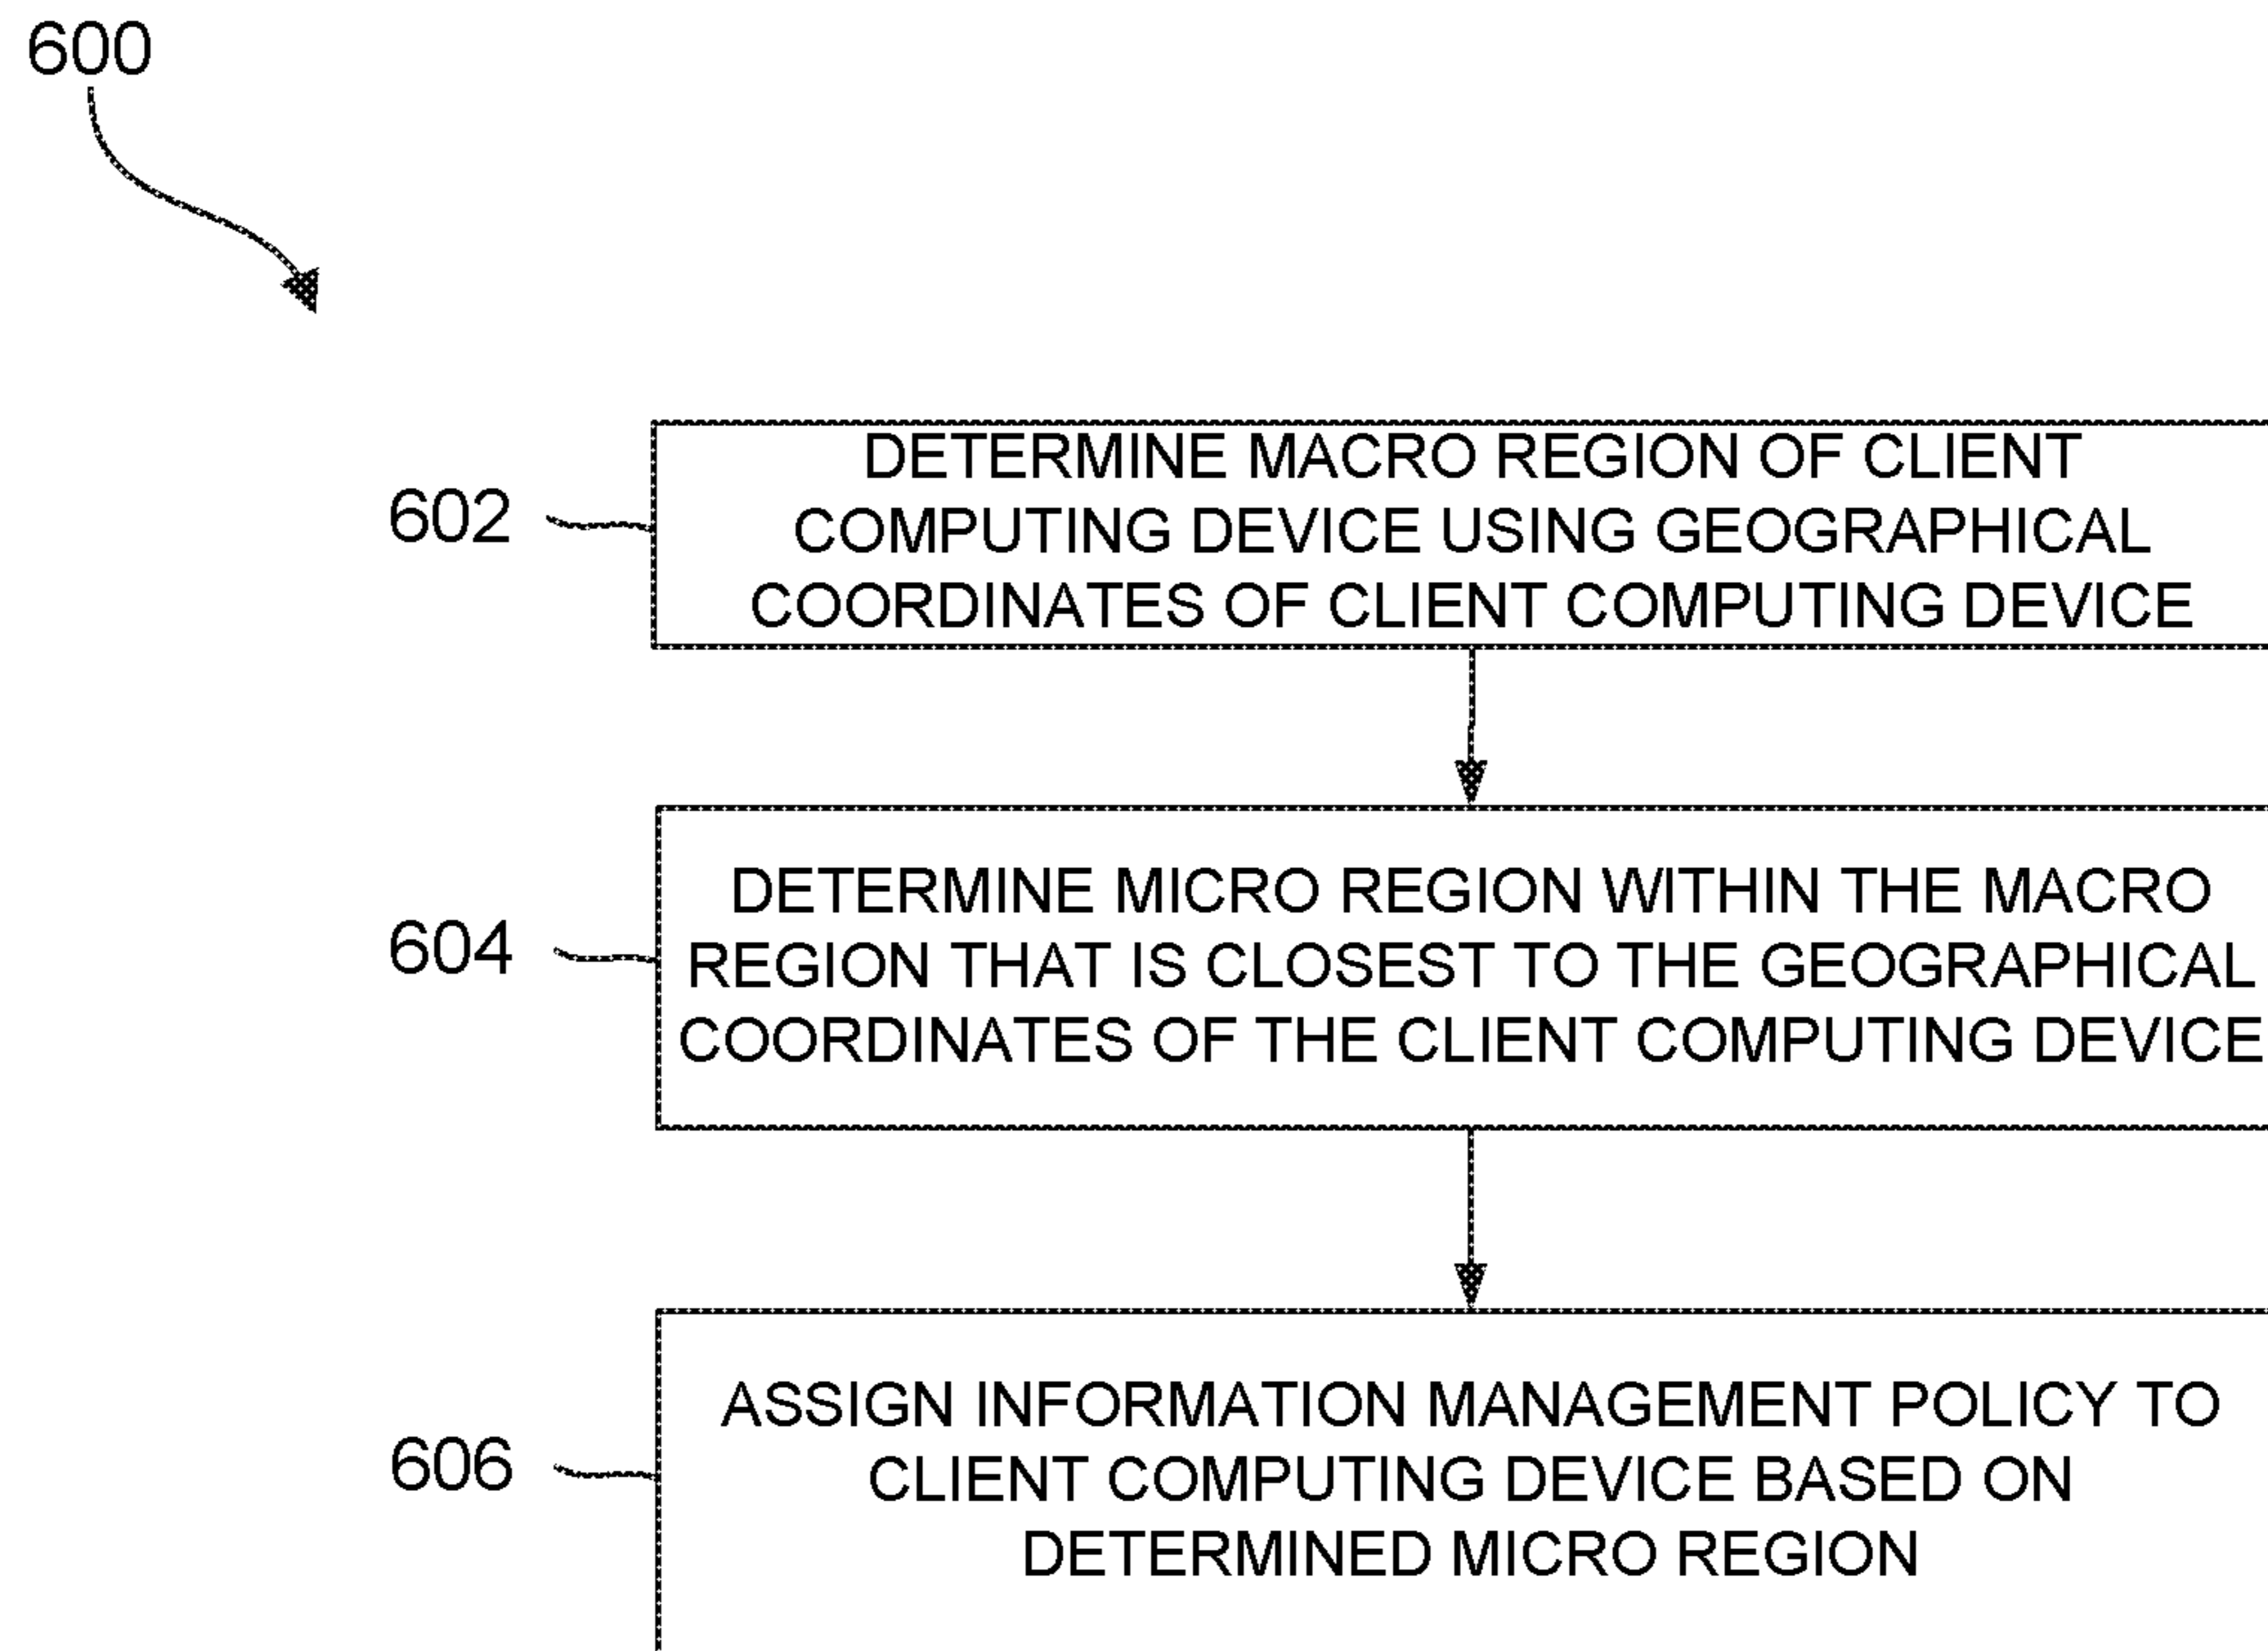 600
602
DETERMINE MACRO REGION OF CLIENT
COMPUTING DEVICE USING GEOGRAPHICAL
COORDINATES OF CLIENT COMPUTING DEVICE
604
DETERMINE MICRO REGION WITHIN THE MACRO
REGION THAT IS CLOSEST TO THE GEOGRAPHICAL
COORDINATES OF THE CLIENT COMPUTING DEVICE
606
ASSIGN INFORMATION MANAGEMENT POLICY TO
CLIENT COMPUTING DEVICE BASED ON
DETERMINED MICRO REGION